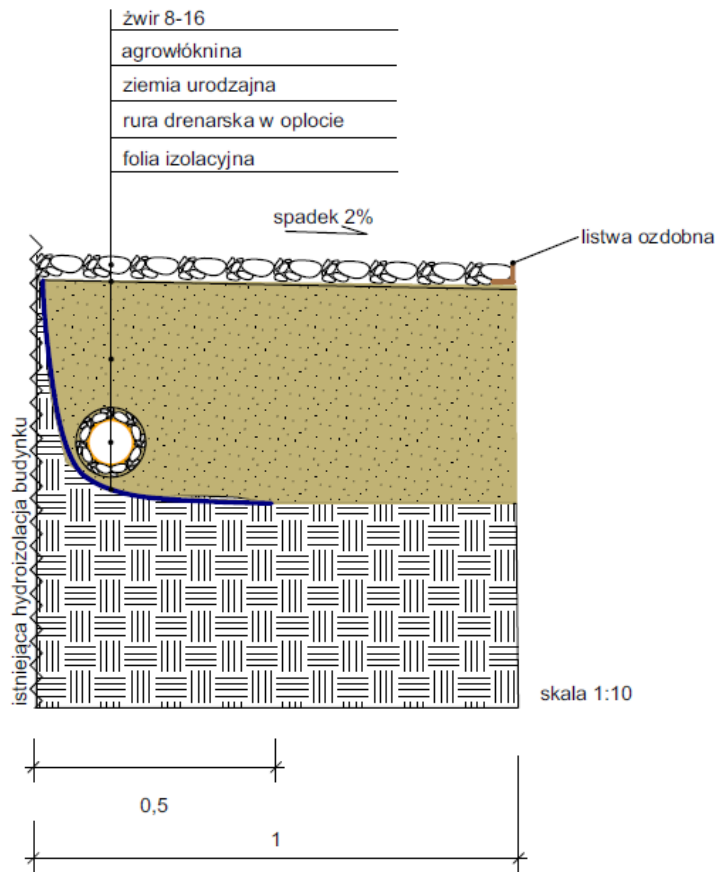 żwir 8-16
agrowłóknina
ziemia urodzajna
rura drenarska w oplocie
folia izolacyjna
spadek 2%
listwa ozdobna
istniejąca hydroizolacja budynku
skala 1:10
0,5
1